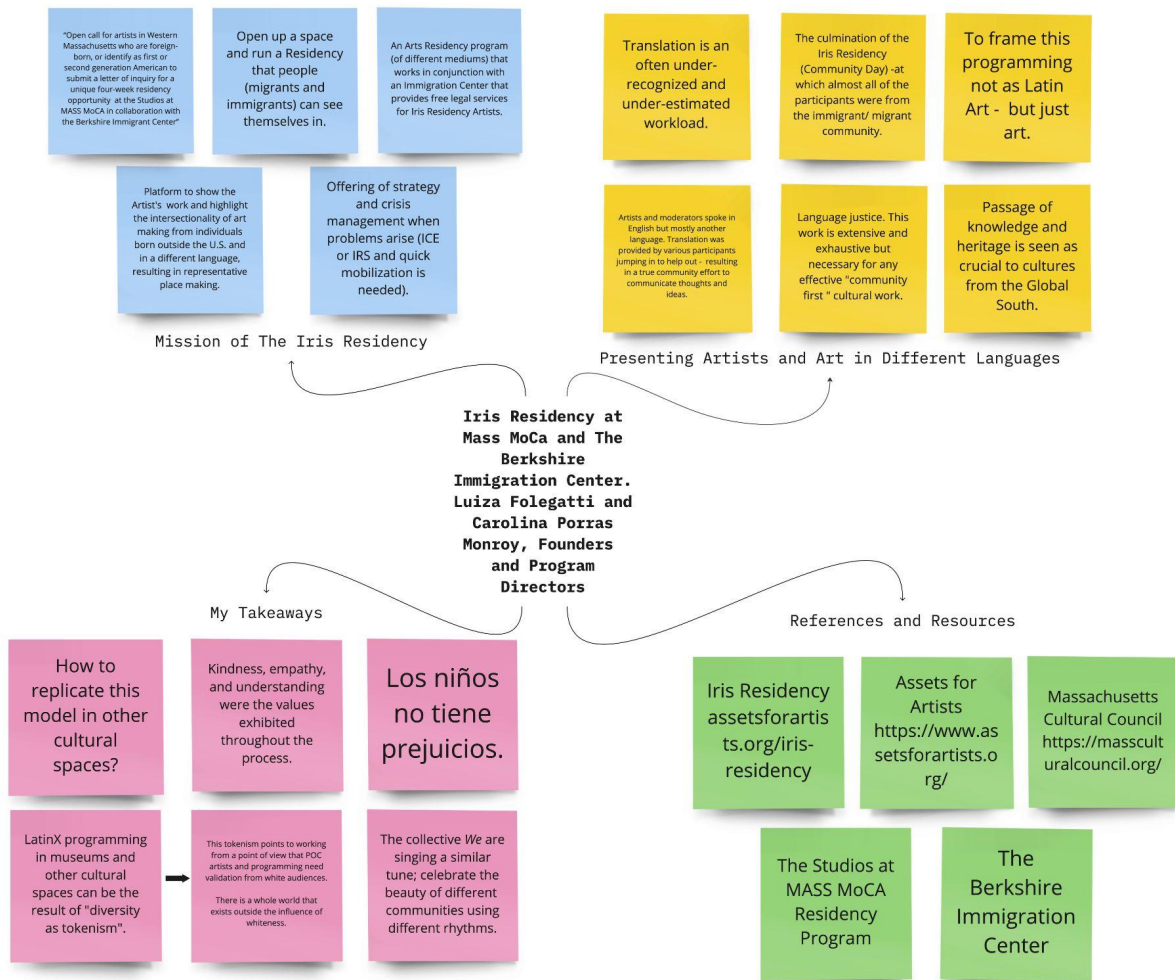 "Open call for artists in Western
Massachusetts who are foreign-
born, or identify as first or
second generation American to
submit a letter of inquiry for a
unique four-week residency
opportunity at the Studios at
MASS MoCA in collaboration with
the Berkshire Immigrant Center"
Open up a space
and run a Residency
that people
(migrants and
immigrants) can see
themselves in.
An Arts Residency program
(of different mediums) that
works in conjunction with
an Immigration Center that
provides free legal services
for Iris Residency Artists.
Platform to show the
Artist's work and highlight
the intersectionality of art
making from individuals
born outside the U.S. and
in a different language,
resulting in representative
place making.
Offering of strategy
and crisis
management when
problems arise (ICE
or IRS and quick
mobilization is
needed).
Mission of The Iris Residency
Translation is an
often under-
recognized and
under-estimated
workload.
The culmination of the
Iris Residency
(Community Day) -at
which almost all of the
participants were from
the immigrant/ migrant
community.
To frame this
programming
not as Latin
Art - but just
art.
Artists and moderators spoke in
English but mostly another
language. Translation was
provided by various participants
jumping in to help out - resulting
in a true community effort to
communicate thoughts and
ideas.
Language justice. This
work is extensive and
exhaustive but
necessary for any
effective "community
first " cultural work.
Passage of
knowledge and
heritage is seen as
crucial to cultures
from the Global
South.
Presenting Artists and Art in Different Languages
Iris Residency at
Mass MoCa and The
Berkshire
Immigration Center.
Luiza Folegatti and
Carolina Porras
Monroy, Founders
and Program
Directors
My Takeaways
How to
replicate this
model in other
cultural
spaces?
Kindness, empathy,
and understanding
were the values
exhibited
throughout the
process.
Los niños
no tiene
prejuicios.
LatinX programming
in museums and
other cultural
spaces can be the
result of "diversity
as tokenism".
This tokenism points to working
from a point of view that POC
artists and programming need
validation from white audiences.
There is a whole world that
exists outside the influence of
whiteness.
The collective We are
singing a similar
tune; celebrate the
beauty of different
communities using
different rhythms.
References and Resources
Iris Residency
assetsforartis
ts.org/iris-
residency
Assets for
Artists
https://www.as
setsforartists.o
rg/
Massachusetts
Cultural Council
https://masscult
uralcouncil.org/
The Studios at
MASS MoCA
Residency
Program
The
Berkshire
Immigration
Center